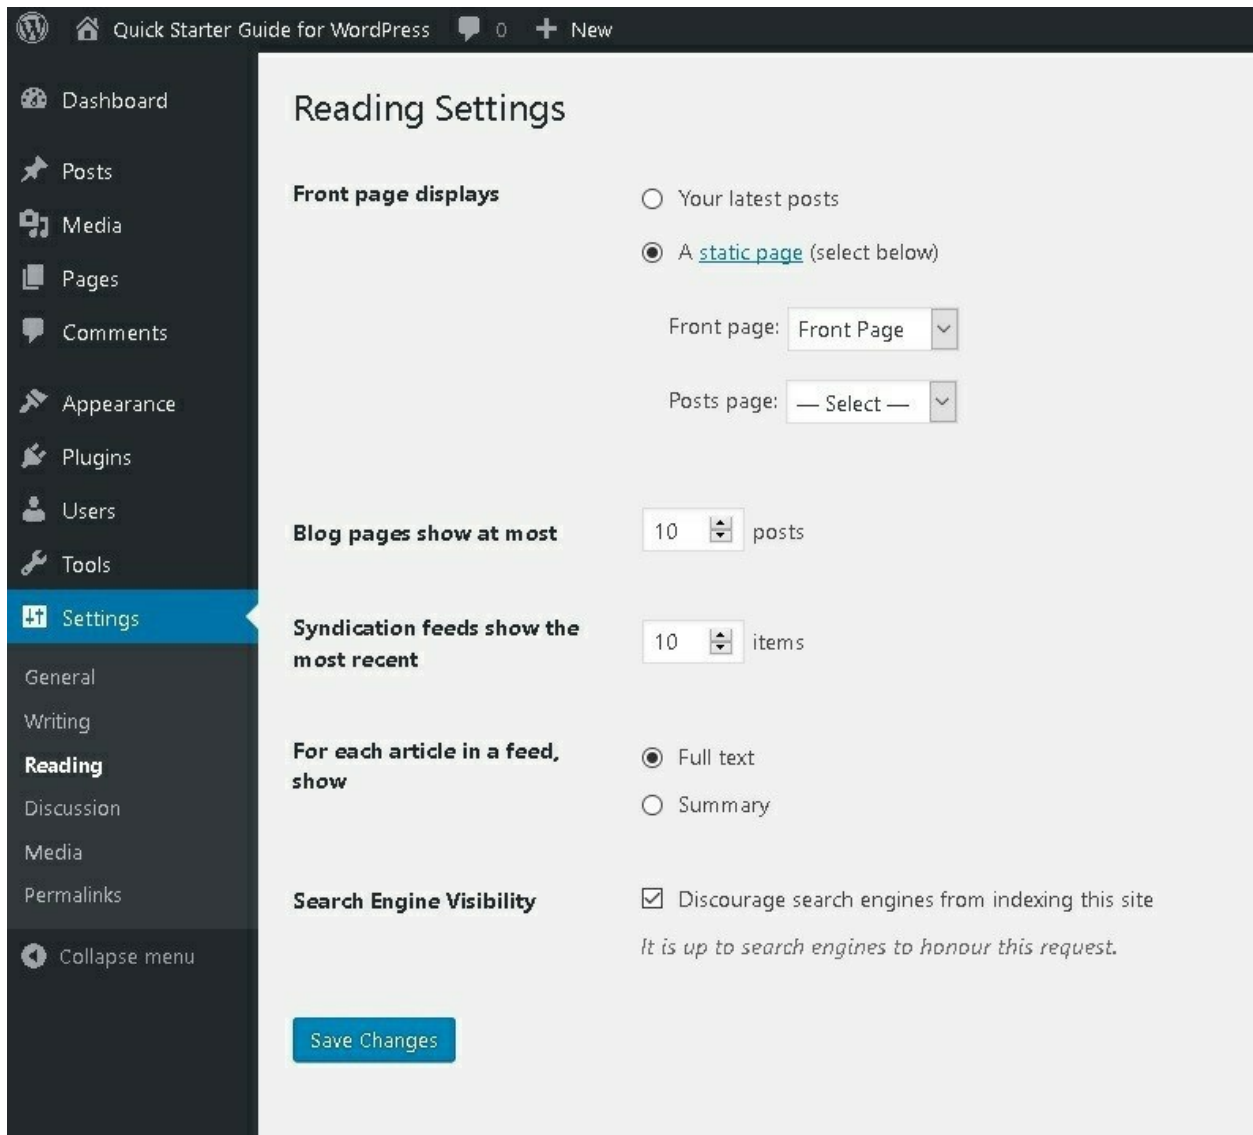 Quick Starter Guide for WordPress 0 New
Dashboard
Posts
Media
Pages
Comments
Appearance
Plugins
Users
Tools
Settings
General
Writing
Reading
Discussion
Media
Permalinks
Collapse menu
Reading Settings
Front page displays
Your latest posts
A static page (select below)
Front page: Front Page
Posts page: — Select —
Blog pages show at most 10 posts
Syndication feeds show the
most recent
10 items
For each article in a feed,
show
Full text
Summary
Search Engine Visibility
Discourage search engines from indexing this site
It is up to search engines to honour this request.
Save Changes